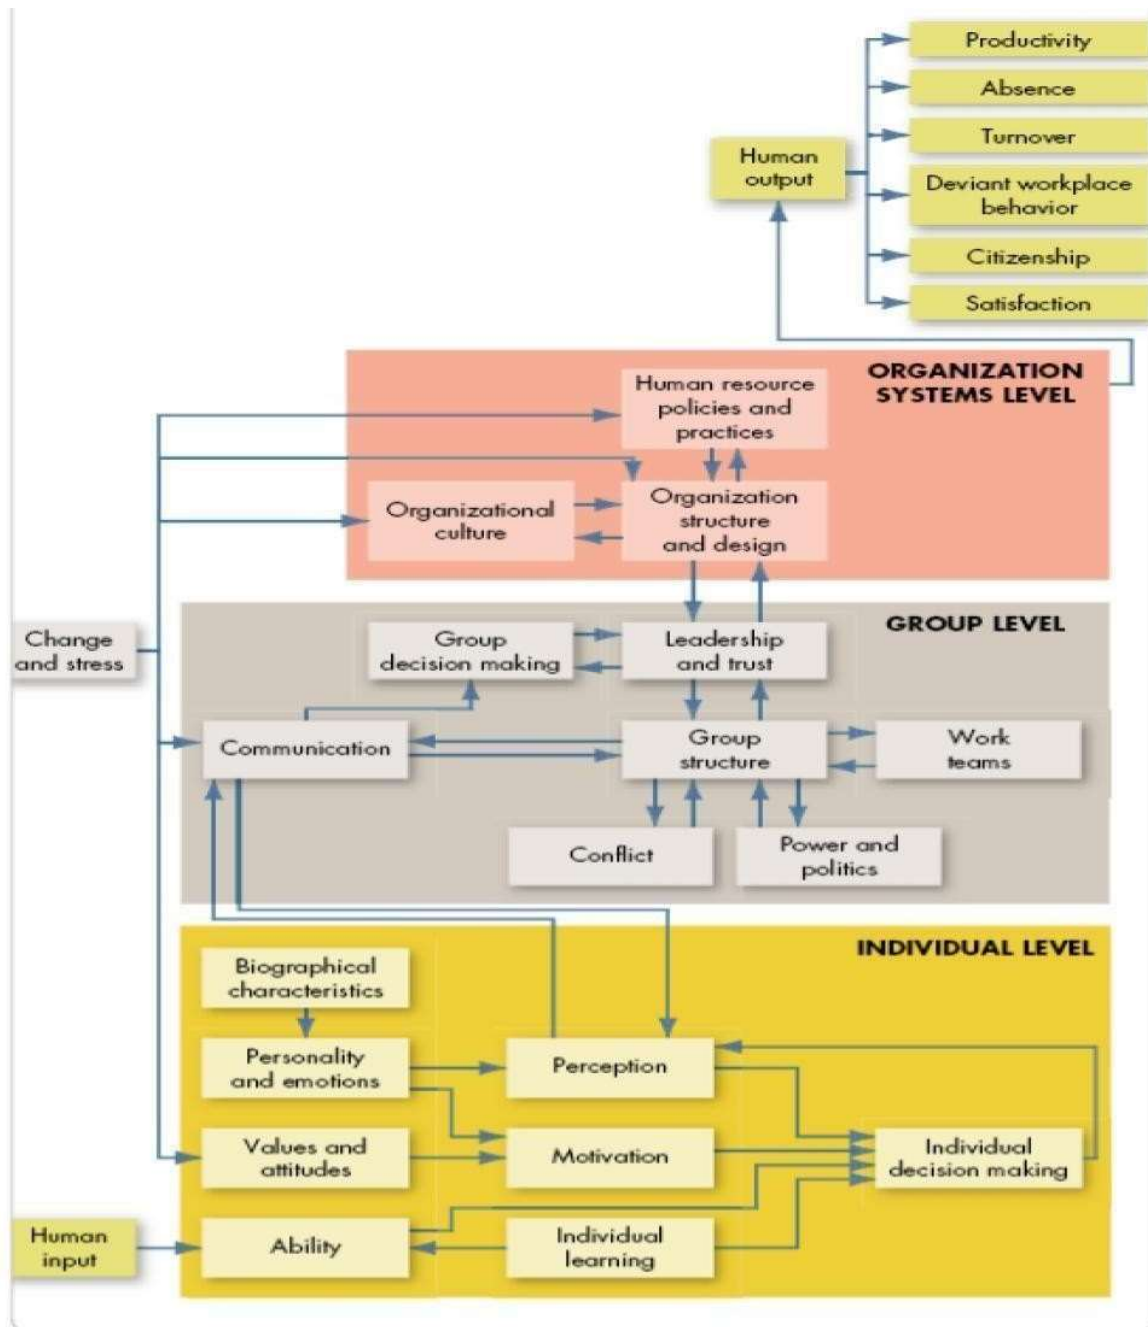 Productivity
Absence
Turnover
Human
output
Deviant workplace
behavior
Citizenship
Satisfaction
ORGANIZATION
SYSTEMS LEVEL
Human resource
policies and
practices
Organizational
culture
Organization
structure
and design
GROUP LEVEL
Change
and stress
Group
decision making
Leadership
and trust
Communication
Group
structure
Work
teams
Conflict
Power and
politics
INDIVIDUAL LEVEL
Biographical
characteristics
Personality
and emotions
Perception
Values and
attitudes
Motivation
Individual
decision making
Human
input
Ability
Individual
learning